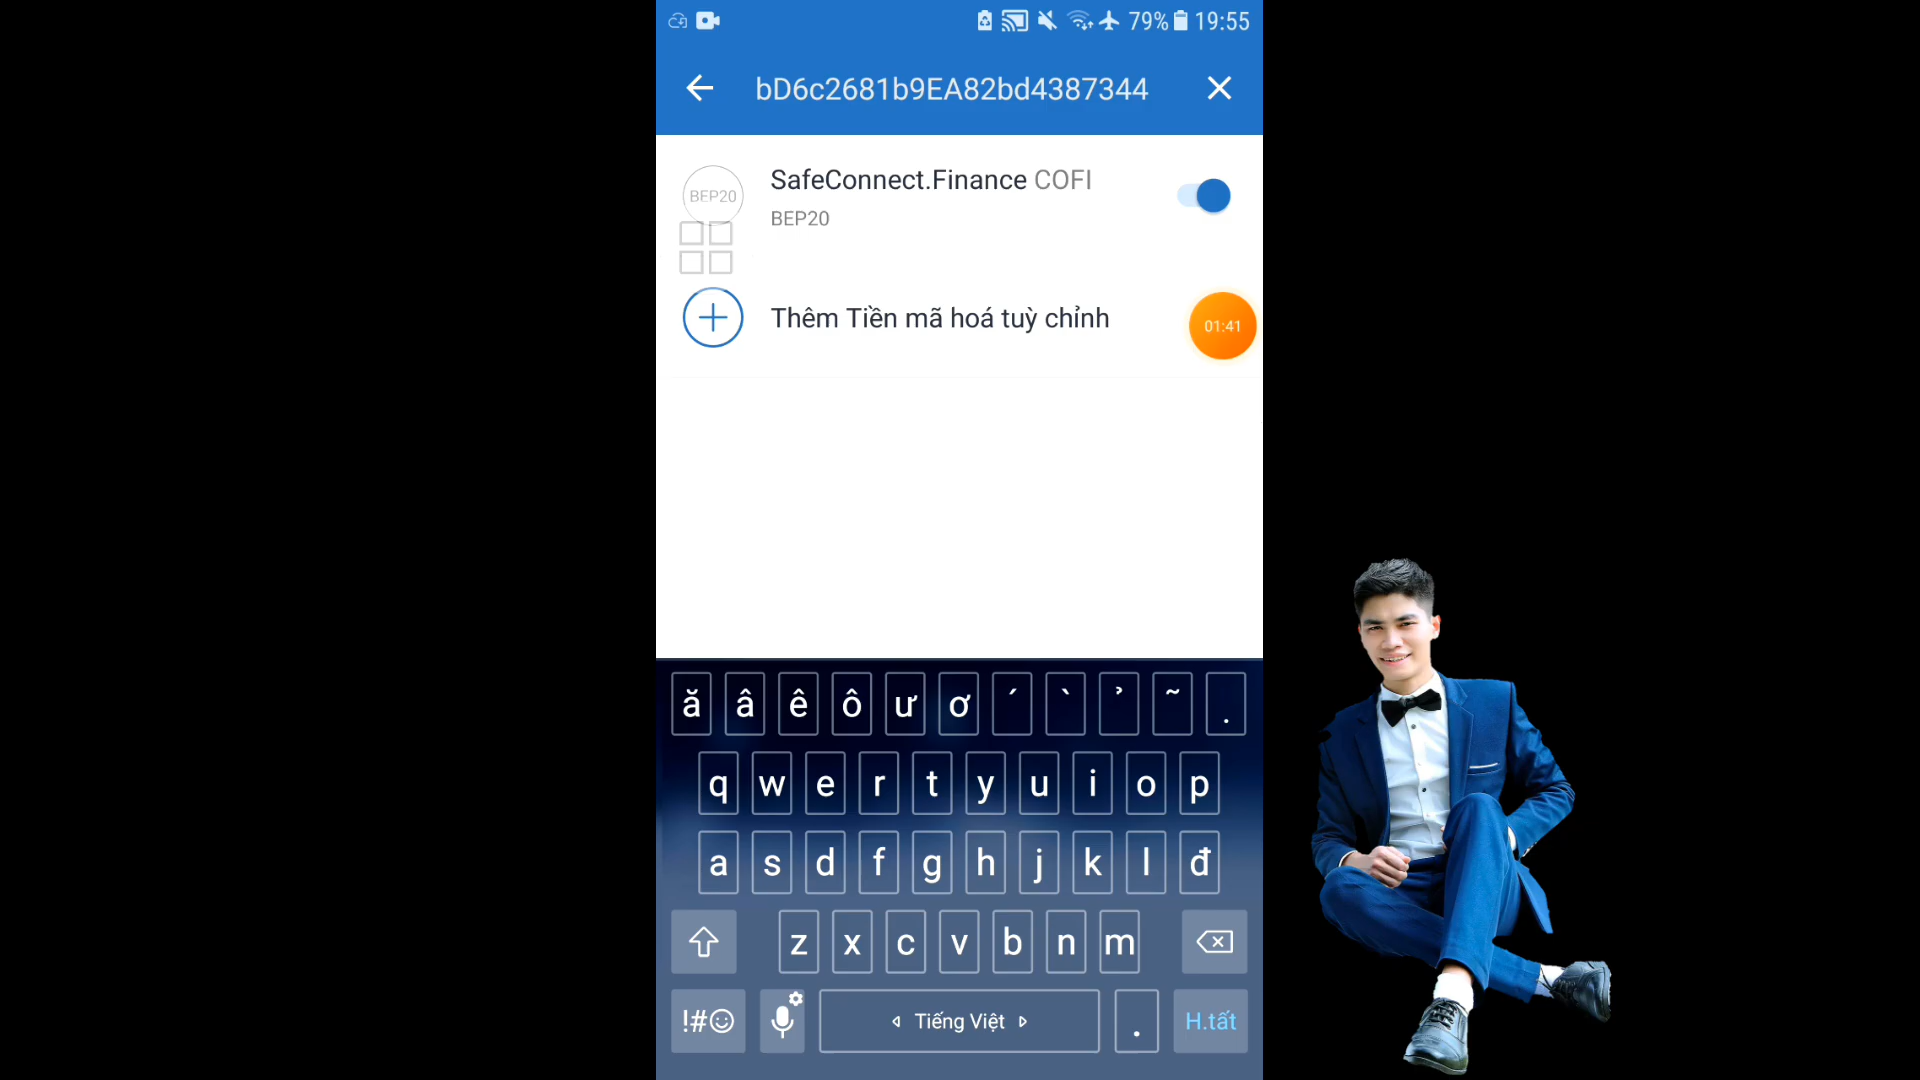 79% 19:55
bD6c2681b9EA82bd4387344
BEP20
SafeConnect.Finance COFI
BEP20
Thêm Tiền mã hoá tuỳ chỉnh
01:41
ă â ê ô ư ơ ´ ` ̉ ~ .
q w e r t y u i o p
a s d f g h j k l đ
z x c v b n m
!#☺ Tiếng Việt . H.tất